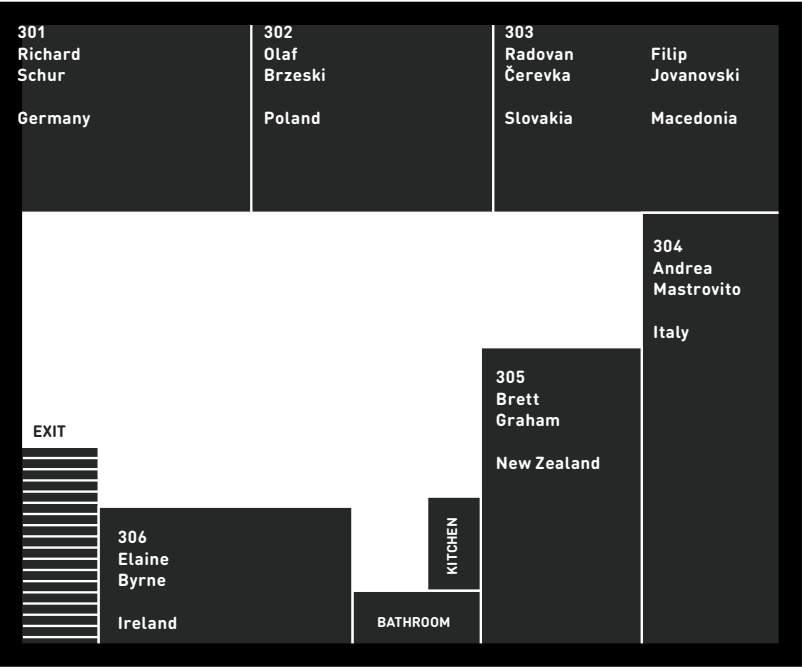 301
Richard
Schur
Germany
302
Olaf
Brzeski
Poland
303
Radovan
Čerevka
Slovakia
Filip
Jovanovski
Macedonia
304
Andrea
Mastrovito
Italy
305
Brett
Graham
New Zealand
EXIT
306
Elaine
Byrne
Ireland
KITCHEN
BATHROOM